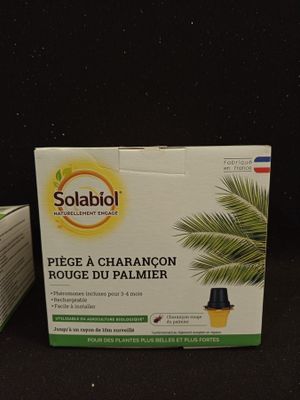 Fabriqué
en France
Solabiol
NATURELLEMENT ENGAGÉ
PIÈGE À CHARANÇON
ROUGE DU PALMIER
• Phéromones incluses pour 3-4 mois
• Rechargeable
• Facile à installer
UTILISABLE EN AGRICULTURE BIOLOGIQUE*
Jusqu'à un rayon de 15m surveillé
Charançon rouge
du palmier
POUR DES PLANTES PLUS BELLES ET PLUS FORTES